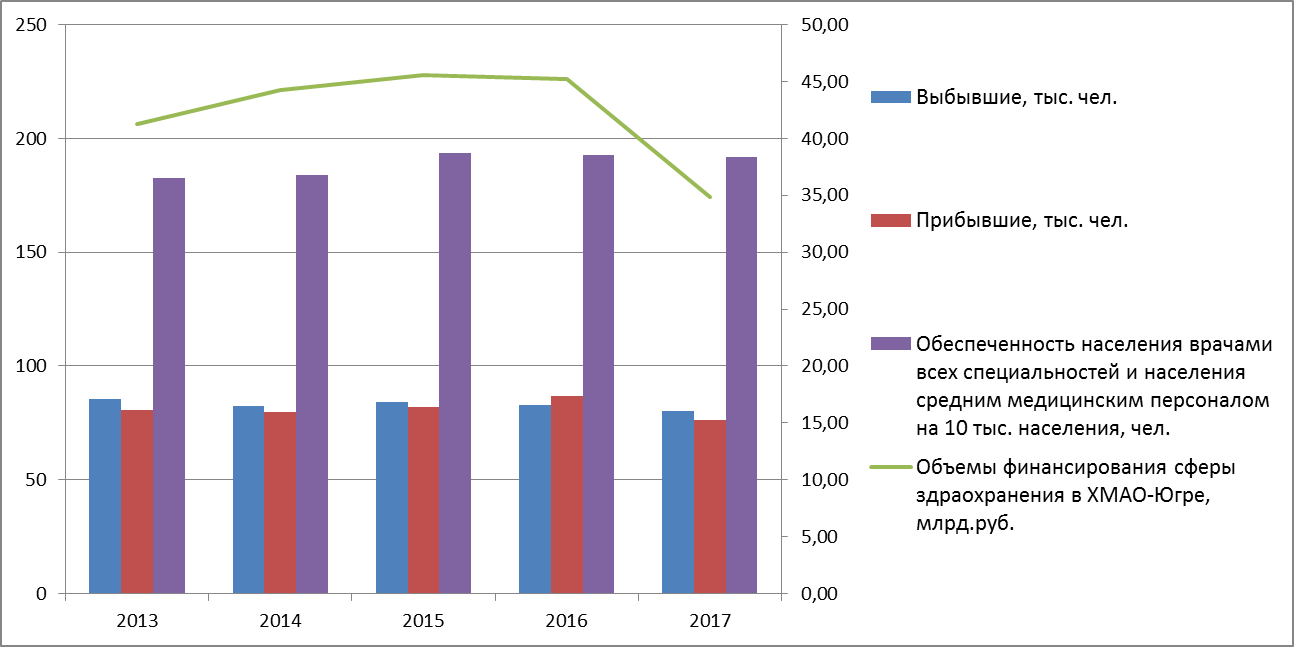 250
200
150
100
50
0
50,00
45,00
40,00
35,00
30,00
25,00
20,00
15,00
10,00
5,00
0,00
2013
2014
2015
2016
2017
Выбывшие, тыс. чел.
Прибывшие, тыс. чел.
Обеспеченность населения врачами
всех специальностей и населения
средним медицинским персоналом
на 10 тыс. населения, чел.
Объемы финансирования сферы
здраохранения в ХМАО-Югре,
млрд.руб.